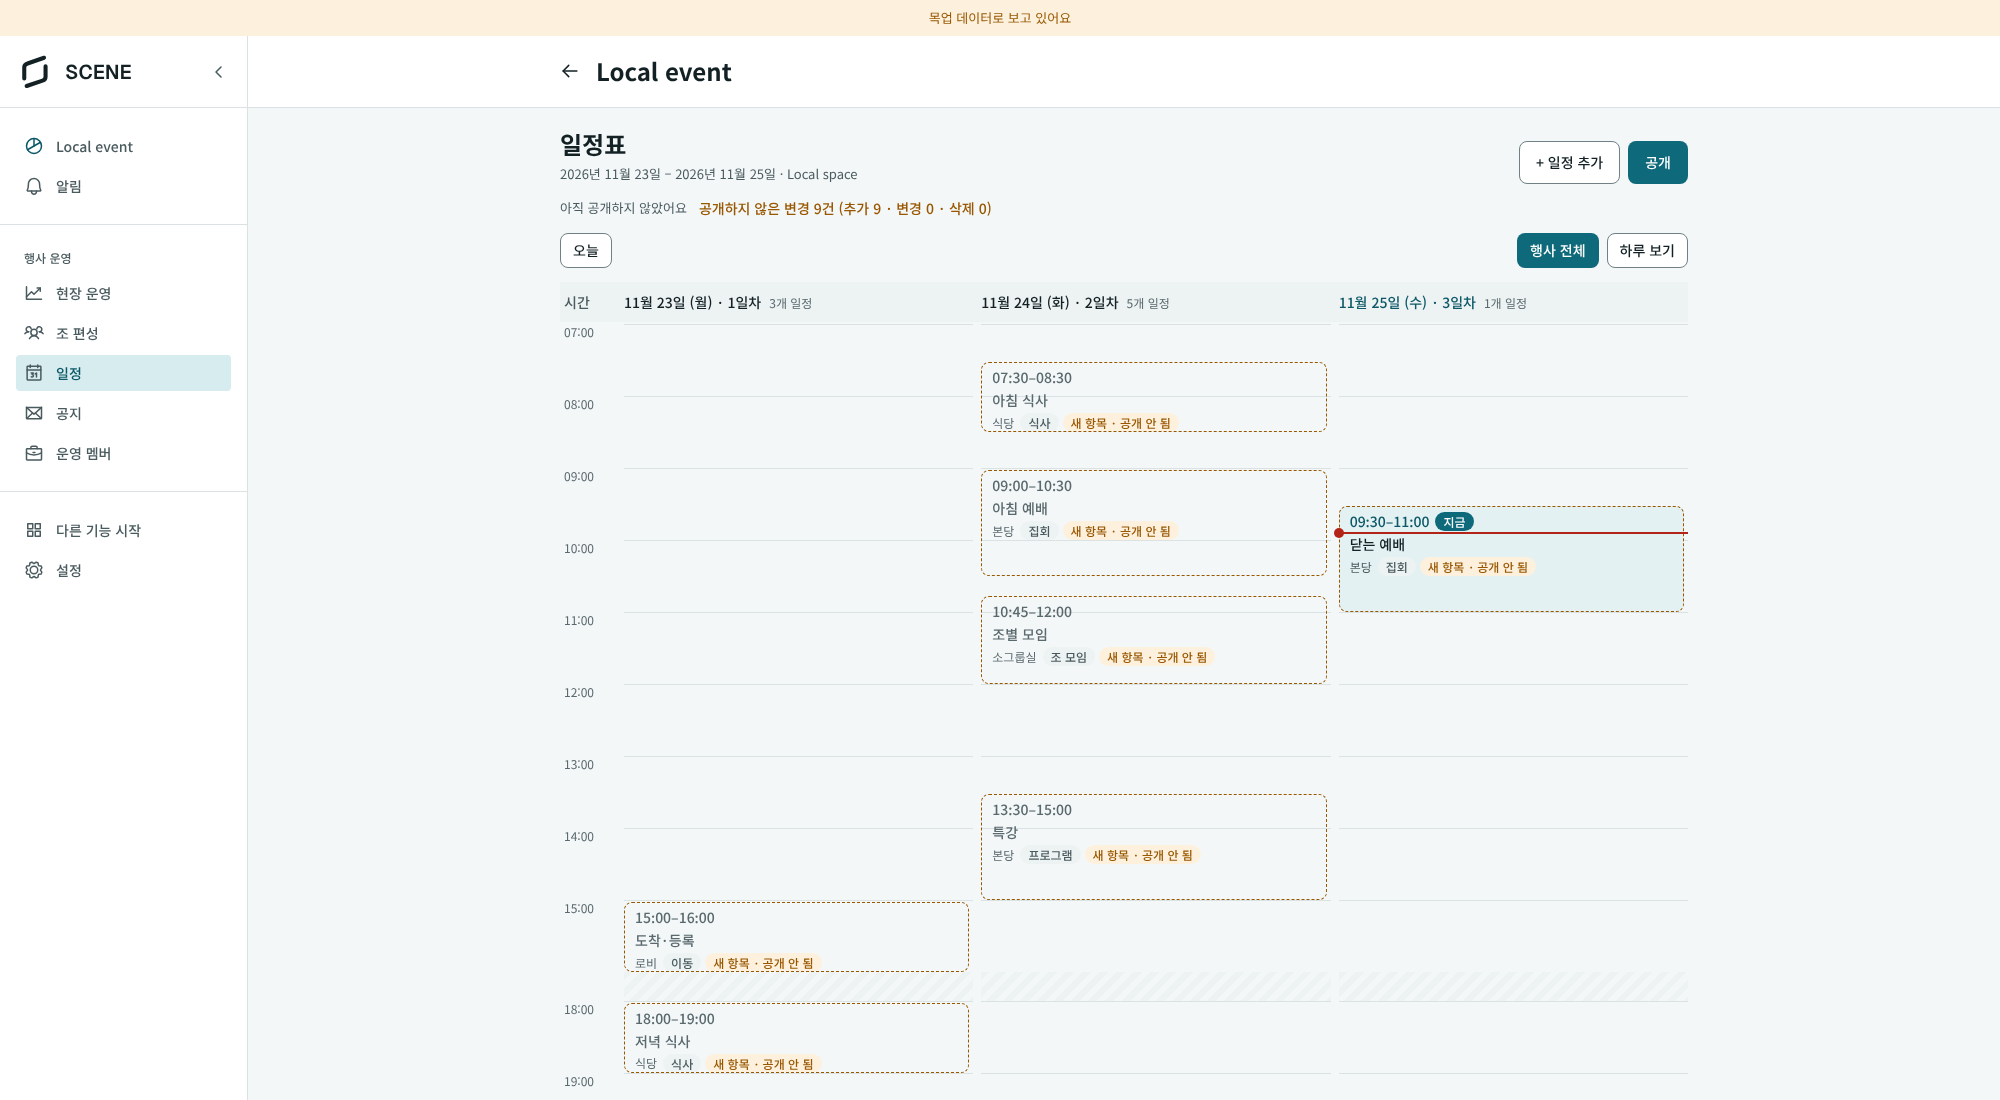 목업 데이터로 보고 있어요
SCENE
Local event
Local event
알림
행사 운영
현장 운영
조 편성
일정
공지
운영 멤버
다른 기능 시작
설정
일정표
2026년 11월 23일 – 2026년 11월 25일 · Local space
+ 일정 추가
공개
아직 공개하지 않았어요 공개하지 않은 변경 9건 (추가 9 · 변경 0 · 삭제 0)
오늘
행사 전체
하루 보기
시간
11월 23일 (월) · 1일차 3개 일정
11월 24일 (화) · 2일차 5개 일정
11월 25일 (수) · 3일차 1개 일정
07:00
08:00
09:00
10:00
11:00
12:00
13:00
14:00
15:00
18:00
19:00
15:00–16:00
도착·등록
로비 이동 새 항목 · 공개 안 됨
18:00–19:00
저녁 식사
식당 식사 새 항목 · 공개 안 됨
07:30–08:30
아침 식사
식당 식사 새 항목 · 공개 안 됨
09:00–10:30
아침 예배
본당 집회 새 항목 · 공개 안 됨
10:45–12:00
조별 모임
소그룹실 조 모임 새 항목 · 공개 안 됨
13:30–15:00
특강
본당 프로그램 새 항목 · 공개 안 됨
09:30–11:00 지금
닫는 예배
본당 집회 새 항목 · 공개 안 됨